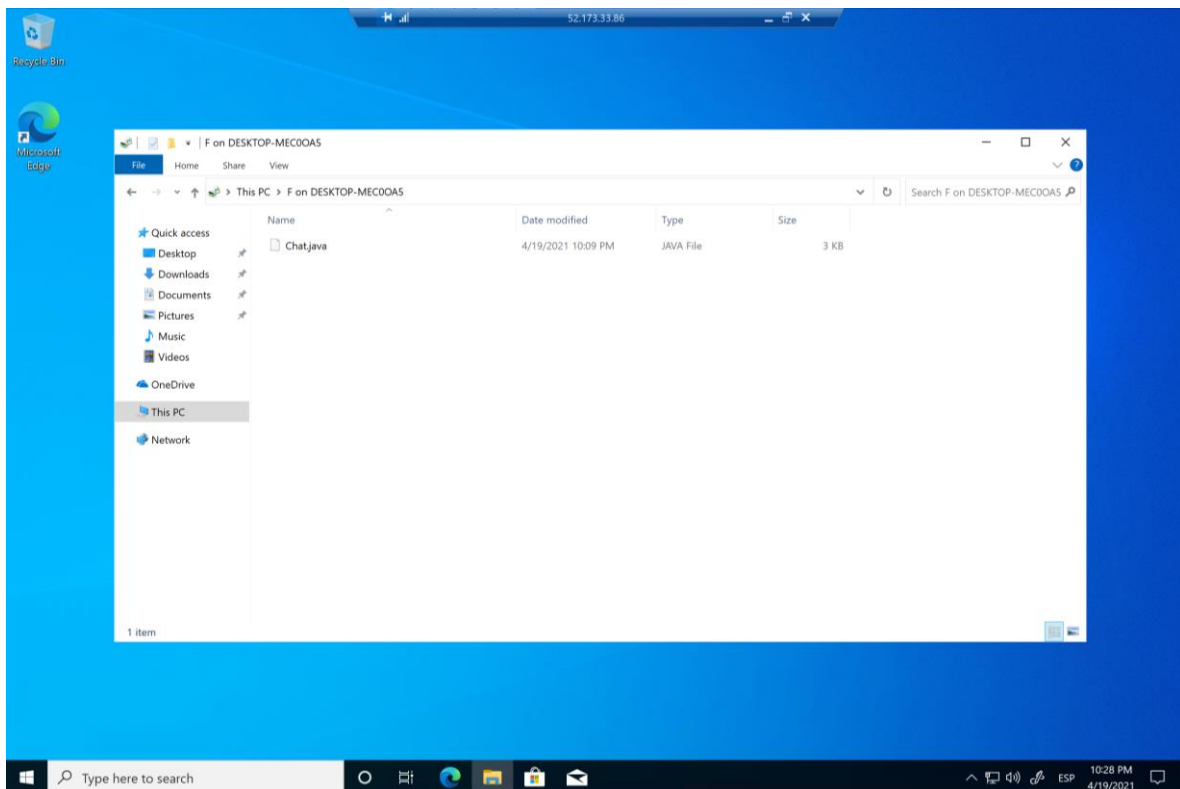 52.173.33.86
Recycle Bin
Microsoft
Edge
F on DESKTOP-MEC0OA5
File Home Share View
This PC > F on DESKTOP-MEC0OA5
Search F on DESKTOP-MEC0OA5
Name Date modified Type Size
Chat.java 4/19/2021 10:09 PM JAVA File 3 KB
Quick access
Desktop
Downloads
Documents
Pictures
Music
Videos
OneDrive
This PC
Network
1 item
Type here to search
ESP
10:28 PM
4/19/2021